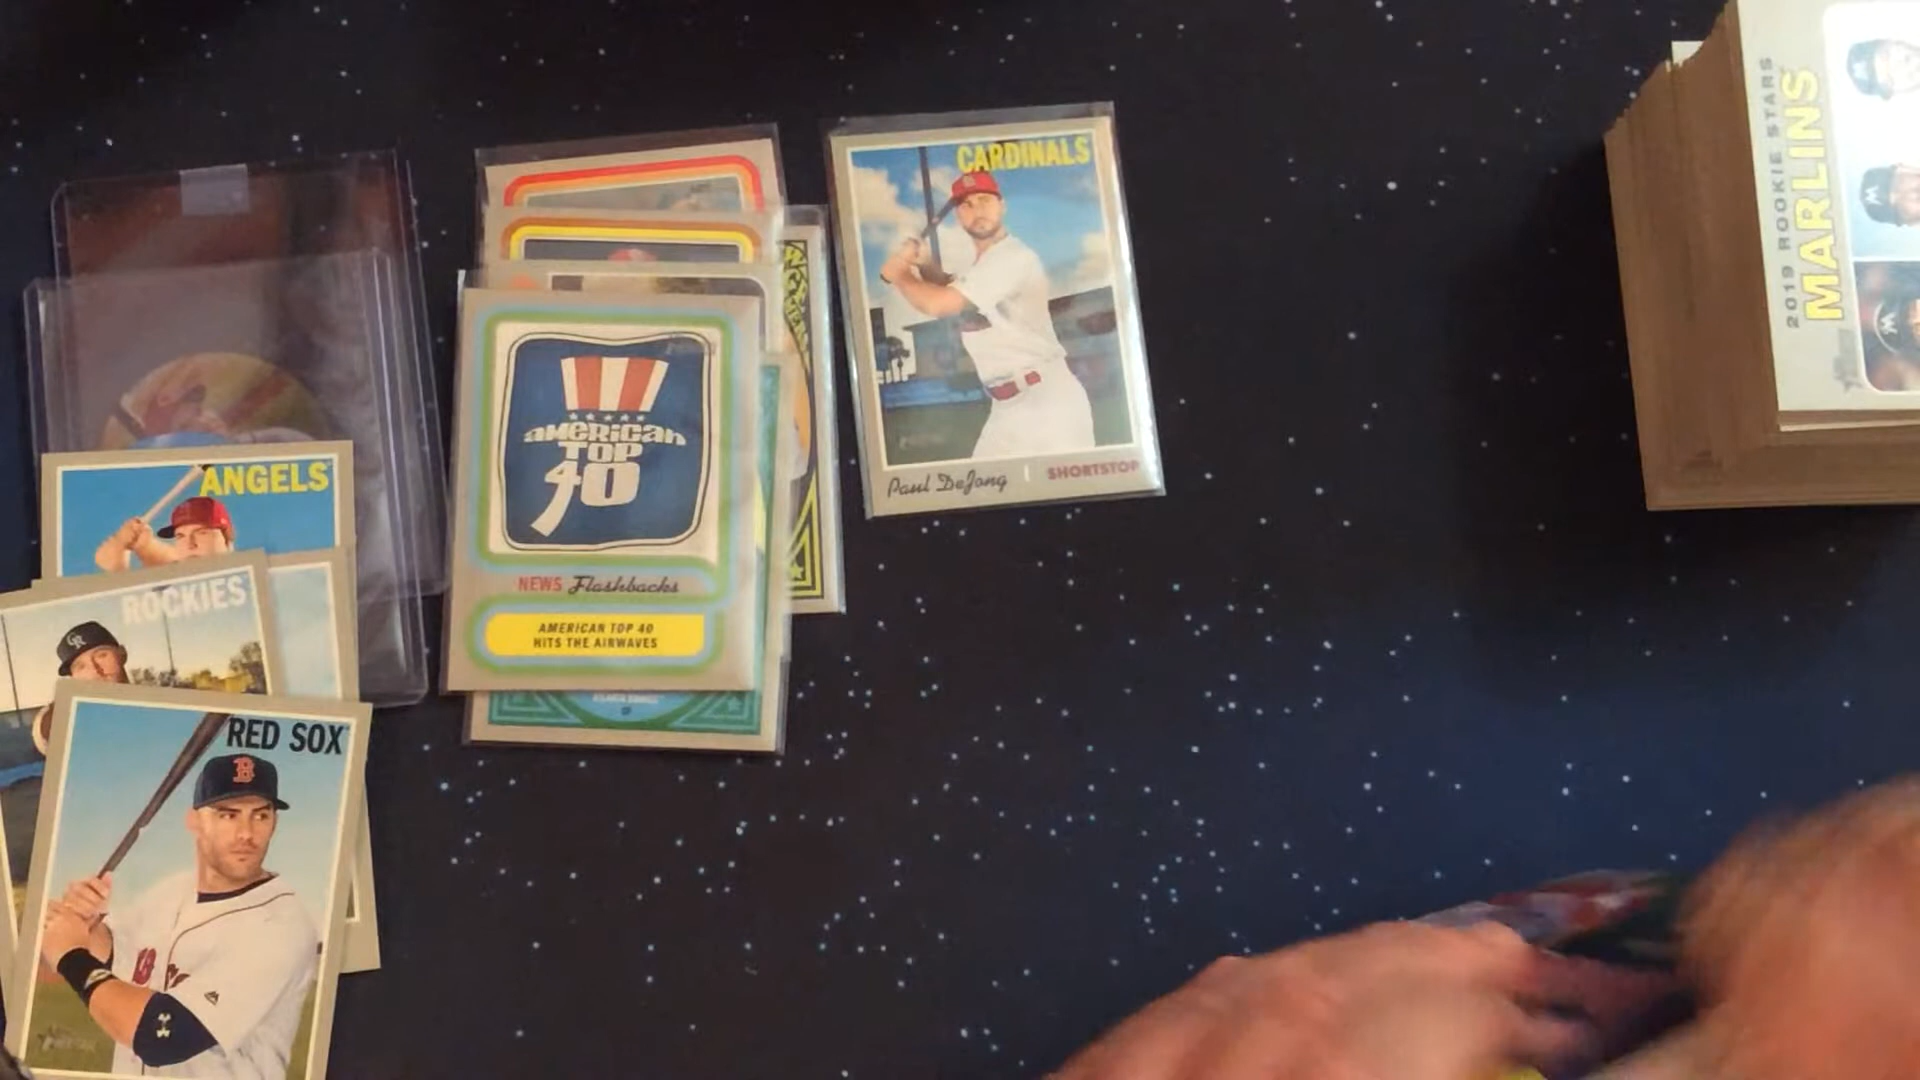 CARDINALS
Paul DeJong | SHORTSTOP
2019 ROOKIE STARS
MARLINS
AMERICAN
TOP
40
NEWS Flashbacks
AMERICAN TOP 40
HITS THE AIRWAVES
ANGELS
ROCKIES
CR
RED SOX
B
M
M